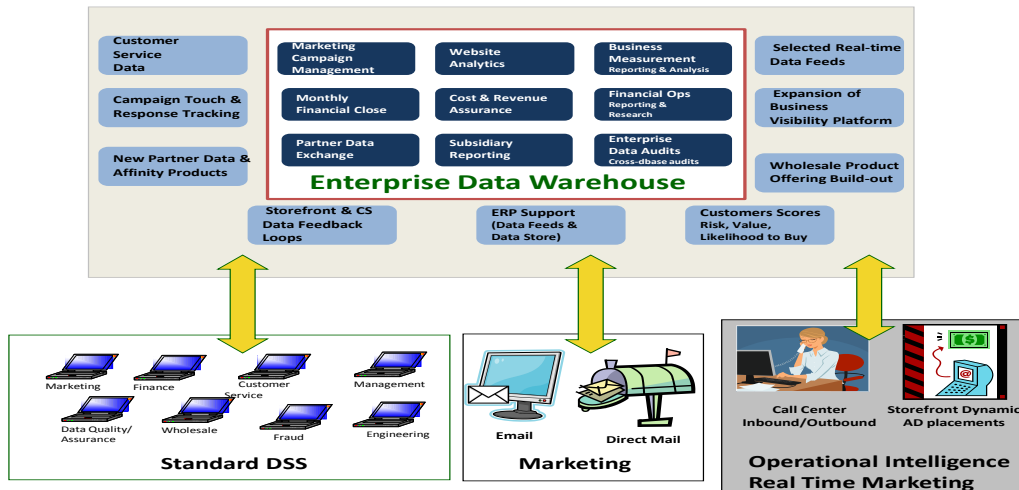 Customer
Service
Data
Campaign Touch &
Response Tracking
New Partner Data &
Affinity Products
Marketing
Campaign
Management
Website
Analytics
Business
Measurement
Reporting & Analysis
Monthly
Financial Close
Cost & Revenue
Assurance
Financial Ops
Reporting &
Research
Partner Data
Exchange
Subsidiary
Reporting
Enterprise
Data Audits
Cross-dbase audits
Enterprise Data Warehouse
Selected Real-time
Data Feeds
Expansion of
Business
Visibility Platform
Wholesale Product
Offering Build-out
Storefront & CS
Data Feedback
Loops
ERP Support
(Data Feeds &
Data Store)
Customers Scores
Risk, Value,
Likelihood to Buy
Marketing
Finance
Customer
Service
Management
Data Quality/
Assurance
Wholesale
Fraud
Engineering
Standard DSS
Email
Direct Mail
Marketing
$
@
Call Center
Inbound/Outbound
Storefront Dynamic
AD placements
Operational Intelligence
Real Time Marketing